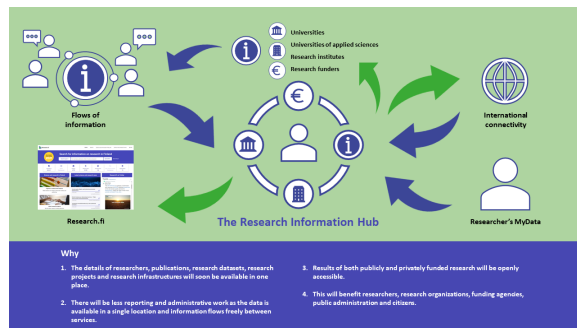 Universities
Universities of applied sciences
Research institutes
Research funders
Flows of
information
International
connectivity
Research.fi
The Research Information Hub
Researcher's MyData
Why
1. The details of researchers, publications, research datasets, research
projects and research infrastructures will soon be available in one
place.
2. There will be less reporting and administrative work as the data is
available in a single location and information flows freely between
services.
3. Results of both publicly and privately funded research will be openly
accessible.
4. This will benefit researchers, research organizations, funding agencies,
public administration and citizens.